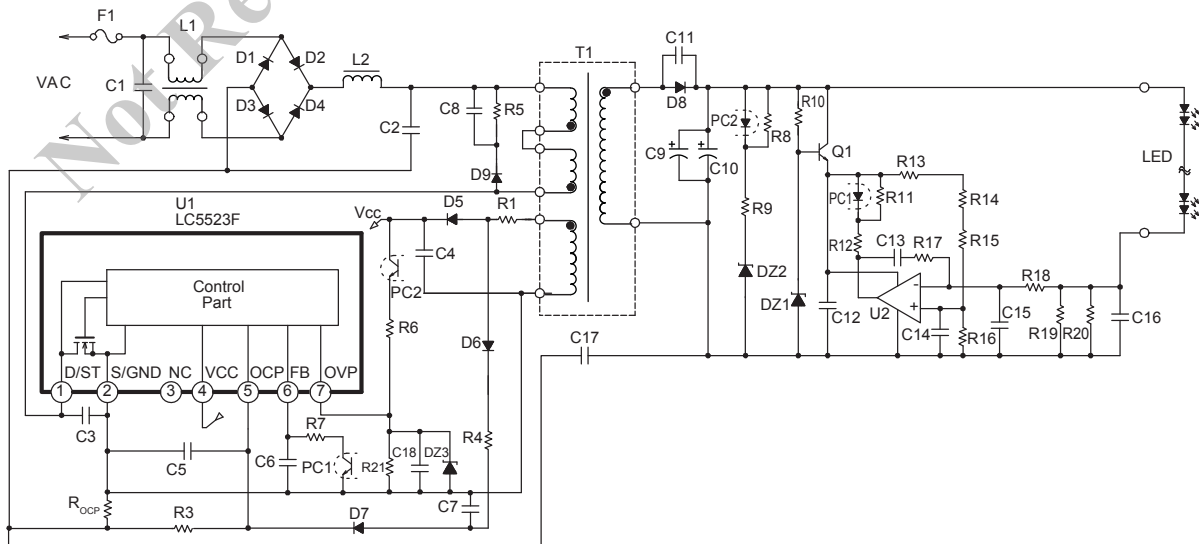 F1
L1
T1
C11
D1
D2
L2
VAC
C1
D8
PC2
R10
C8
R5
R8
D3
D4
C2
C9
C10
Q1
LED
R13
D9
PC1
R11
R14
Not Re
U1
LC5523F
Vcc
D5
R1
R9
R12
C13
R17
R15
C4
DZ2
PC2
Control
Part
DZ1
R18
C12
U2
C14
R16
C15
R19
R20
C16
R6
D6
C17
D/ST
S/GND
NC
VCC
OCP
FB
OVP
1
2
3
4
5
6
7
C3
R7
R4
C5
C6
PC1
R21
C18
DZ3
ROCP
R3
D7
C7
- +